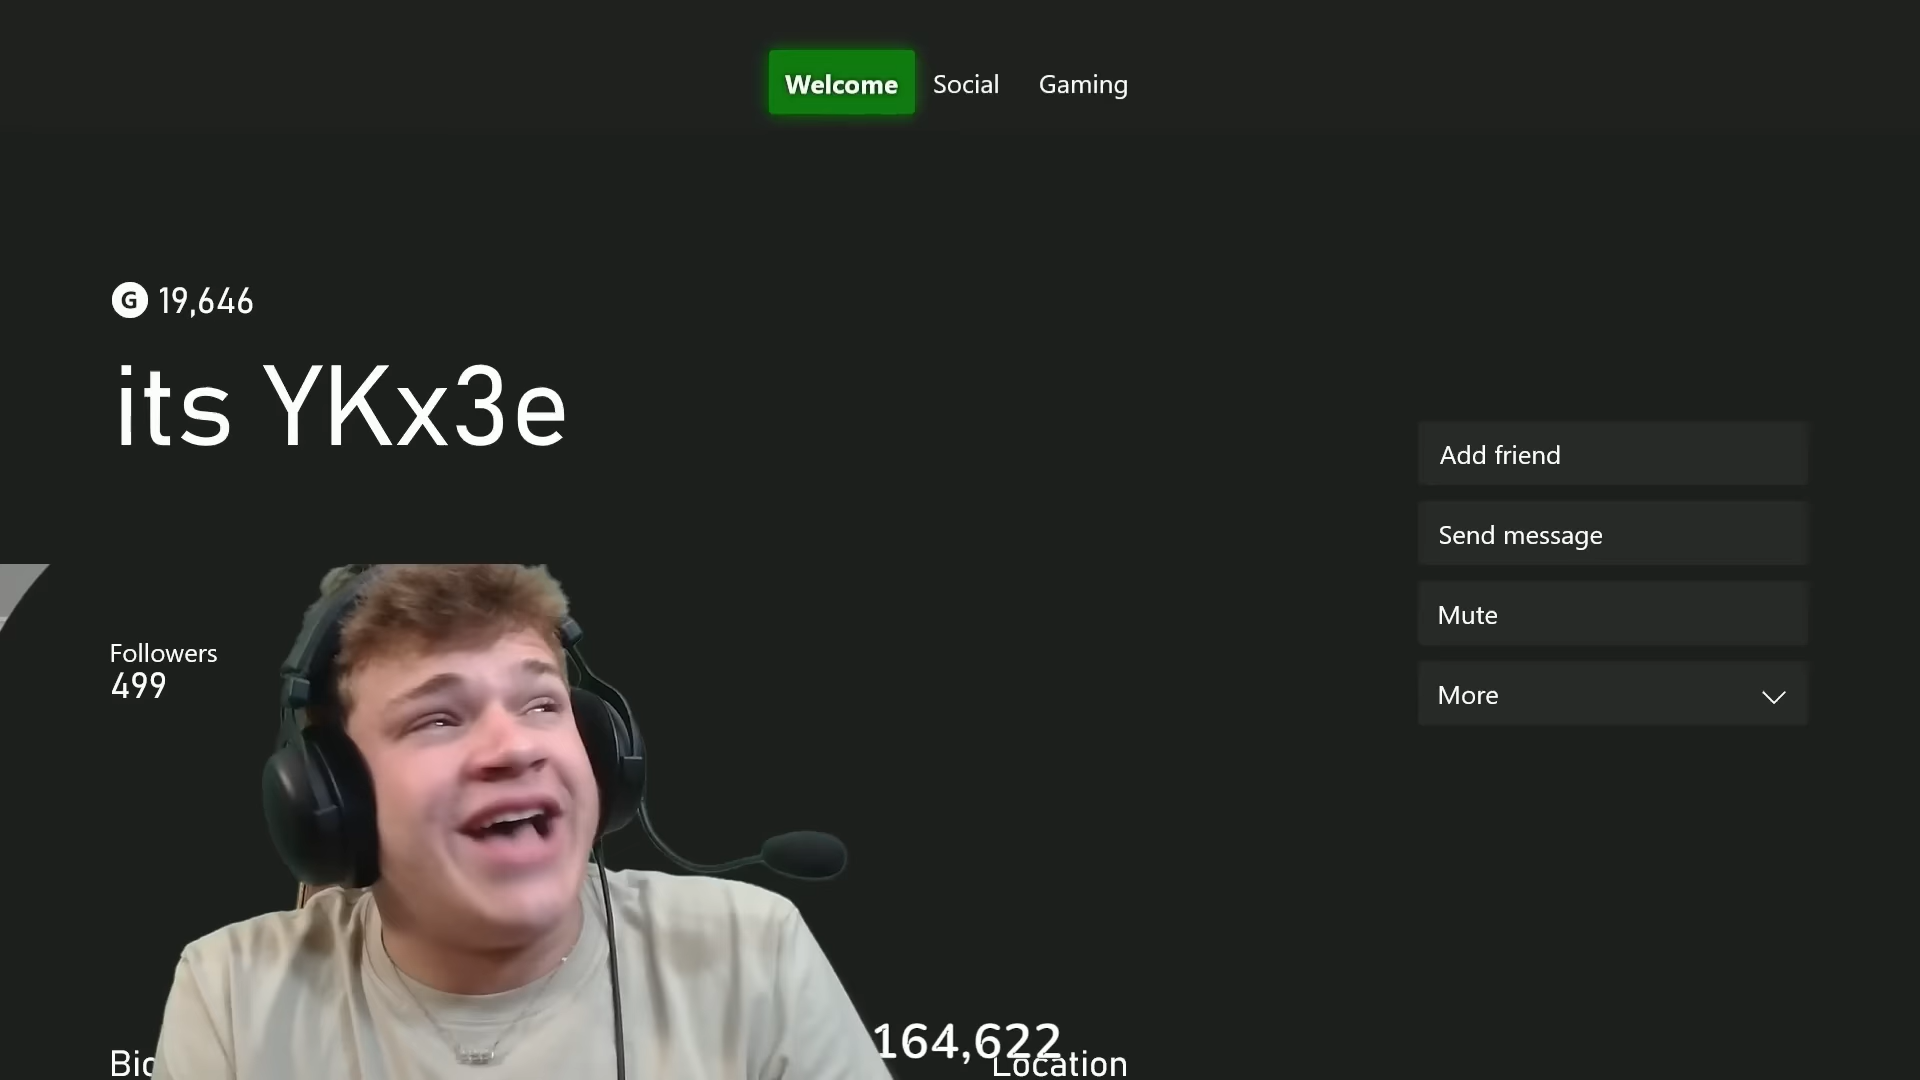 Welcome Social Gaming
G 19,646
its YKx3e
Add friend
Send message
Mute
More
Followers
499
164,622
Location